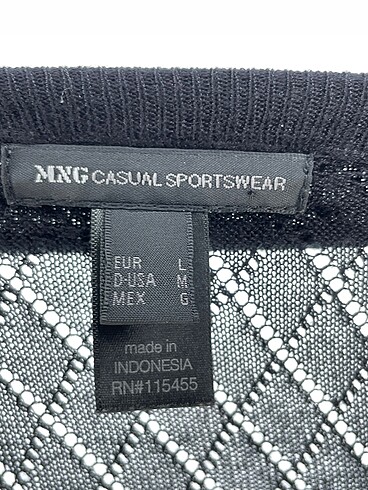 MNG CASUAL SPORTSWEAR
EUR L
D-USA M
MEX G
made in
INDONESIA
RN#115455